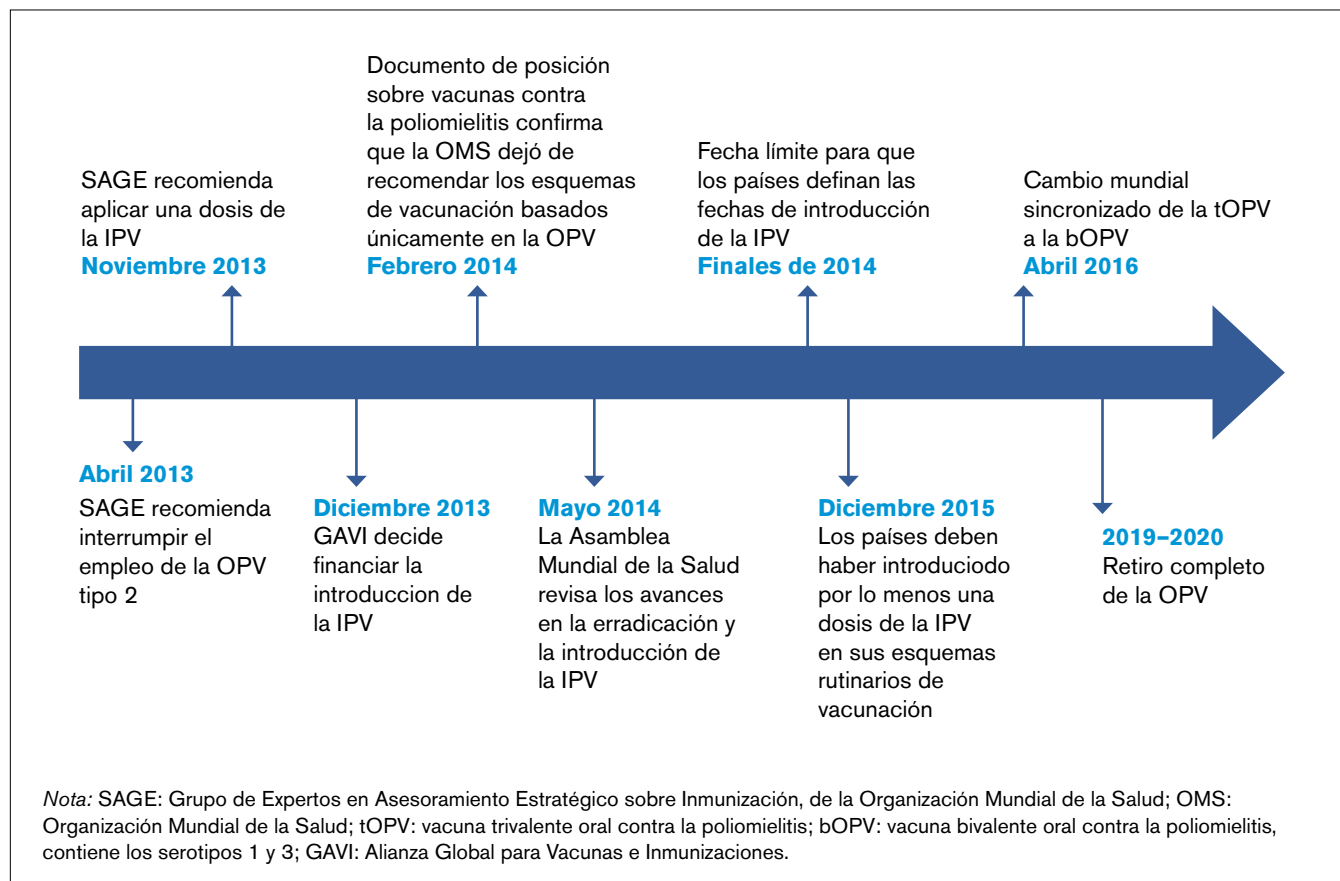 SAGE recomienda
aplicar una dosis de
la IPV
Noviembre 2013
Documento de posición
sobre vacunas contra
la poliomielitis confirma
que la OMS dejó de
recomendar los esquemas
de vacunación basados
únicamente en la OPV
Febrero 2014
Fecha límite para que
los países definan las
fechas de introducción
de la IPV
Finales de 2014
Cambio mundial
sincronizado de la tOPV
a la bOPV
Abril 2016
Abril 2013
SAGE recomienda
interrumpir el
empleo de la OPV
tipo 2
Diciembre 2013
GAVI decide
financiar la
introduccion de
la IPV
Mayo 2014
La Asamblea
Mundial de la Salud
revisa los avances
en la erradicación y
la introducción de
la IPV
Diciembre 2015
Los países deben
haber introduciodo
por lo menos una
dosis de la IPV
en sus esquemas
rutinarios de
vacunación
2019–2020
Retiro completo
de la OPV
Nota: SAGE: Grupo de Expertos en Asesoramiento Estratégico sobre Inmunización, de la Organización Mundial de la Salud; OMS:
Organización Mundial de la Salud; tOPV: vacuna trivalente oral contra la poliomielitis; bOPV: vacuna bivalente oral contra la poliomielitis,
contiene los serotipos 1 y 3; GAVI: Alianza Global para Vacunas e Inmunizaciones.